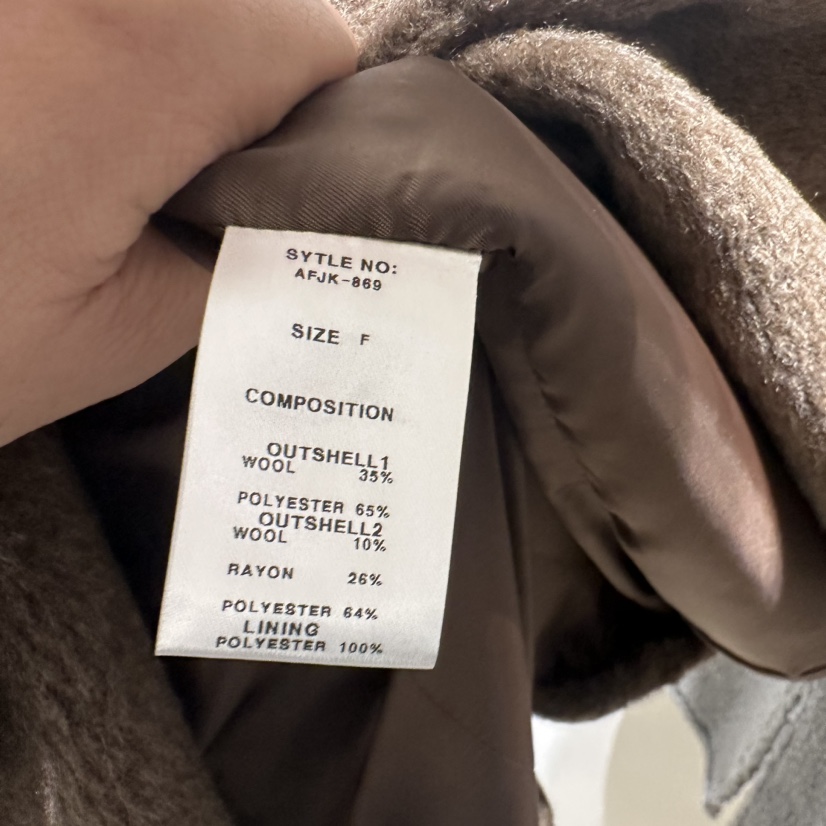 SYTLE NO:
AFJK-869
SIZE F
COMPOSITION
OUTSHELL1
WOOL 35%
POLYESTER 65%
OUTSHELL2
WOOL 10%
RAYON 26%
POLYESTER 64%
LINING
POLYESTER 100%